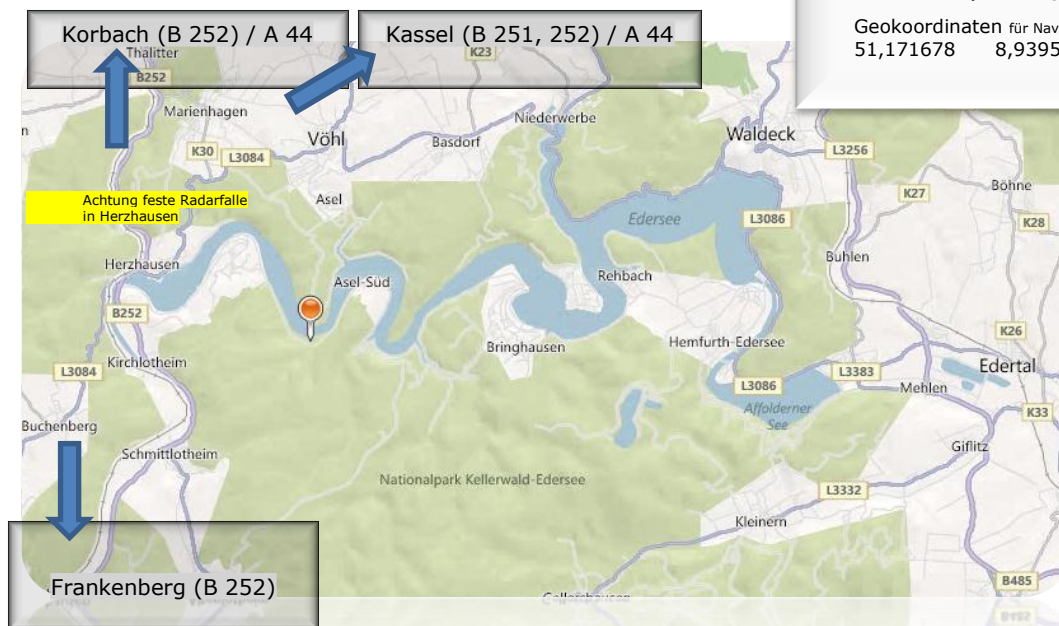 Korbach (B 252) / A 44
Kassel (B 251, 252) / A 44
Geokoordinaten für Nav
51,171678 8,9395
Thalitter
K23
B252
Marienhagen
Niederwerbe
Vöhl
Basdorf
Waldeck
K30
L3084
L3256
Achtung feste Radarfalle
in Herzhausen
Asel
K27
Böhne
Edersee
L3086
K28
Herzhausen
Asel-Süd
Rehbach
Buhlen
B252
Bringhausen
Hemfurth-Edersee
K26
Kirchlotheim
Edertal
L3084
L3086
L3383
Mehlen
Affolderner
See
K33
Buchenberg
Schmittlotheim
Giflitz
Nationalpark Kellerwald-Edersee
L3332
Kleinern
Frankenberg (B 252)
B485